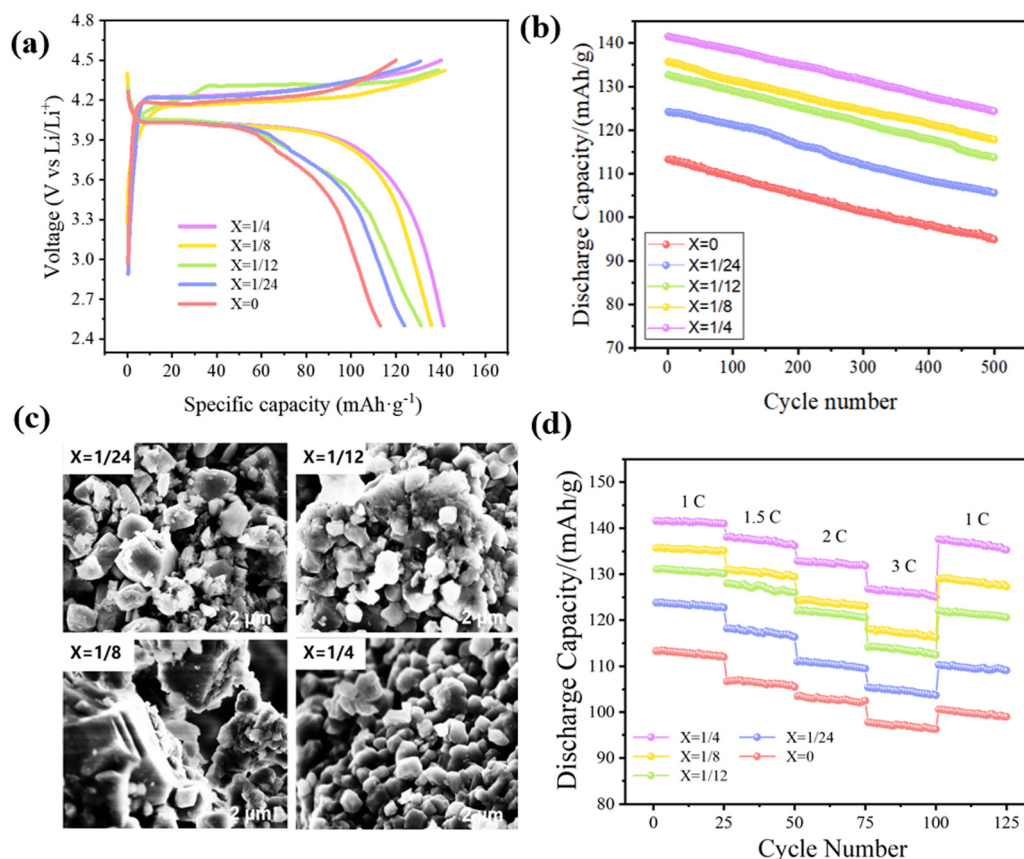 (a)
4.8
4.5
4.2
3.9
3.6
3.3
3.0
2.7
2.4
Voltage (V vs Li/Li⁺)
X=1/4
X=1/8
X=1/12
X=1/24
X=0
0 20 40 60 80 100 120 140 160
Specific capacity (mAh·g⁻¹)
(b)
140
130
120
110
100
90
80
70
Discharge Capacity/(mAh/g)
X=0
X=1/24
X=1/12
X=1/8
X=1/4
0 100 200 300 400 500
Cycle number
(c)
X=1/24
2 μm
X=1/12
2 μm
X=1/8
2 μm
X=1/4
2 μm
(d)
150
140
130
120
110
100
90
80
Discharge Capacity/(mAh/g)
1 C
1.5 C
2 C
3 C
1 C
X=1/4 X=1/24
X=1/8 X=0
X=1/12
0 25 50 75 100 125
Cycle Number